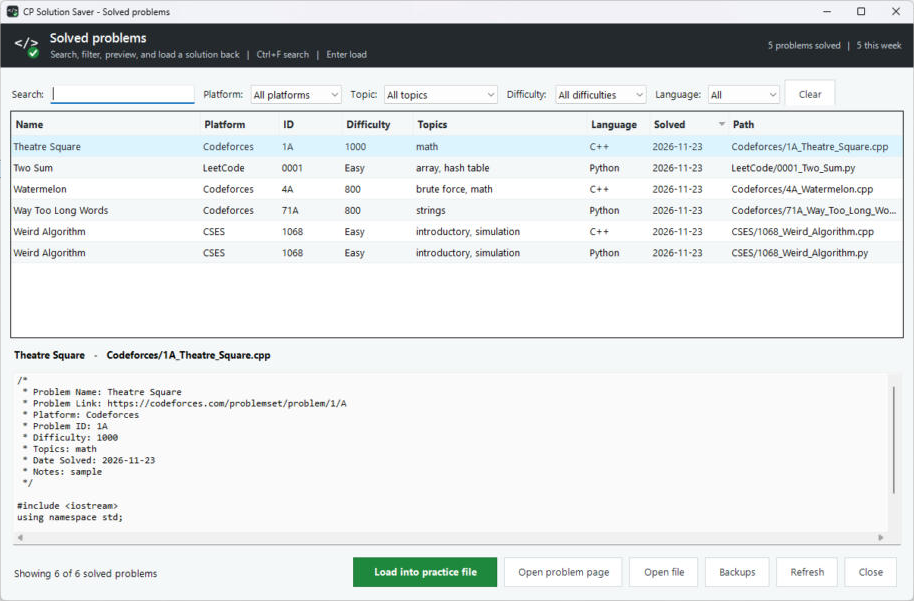 CP Solution Saver - Solved problems
Solved problems
Search, filter, preview, and load a solution back | Ctrl+F search | Enter load
5 problems solved | 5 this week
Search: Platform: All platforms Topic: All topics Difficulty: All difficulties Language: All Clear
Name Platform ID Difficulty Topics Language Solved Path
Theatre Square Codeforces 1A 1000 math C++ 2026-11-23 Codeforces/1A_Theatre_Square.cpp
Two Sum LeetCode 0001 Easy array, hash table Python 2026-11-23 LeetCode/0001_Two_Sum.py
Watermelon Codeforces 4A 800 brute force, math C++ 2026-11-23 Codeforces/4A_Watermelon.cpp
Way Too Long Words Codeforces 71A 800 strings Python 2026-11-23 Codeforces/71A_Way_Too_Long_Wo...
Weird Algorithm CSES 1068 Easy introductory, simulation C++ 2026-11-23 CSES/1068_Weird_Algorithm.cpp
Weird Algorithm CSES 1068 Easy introductory, simulation Python 2026-11-23 CSES/1068_Weird_Algorithm.py
Theatre Square - Codeforces/1A_Theatre_Square.cpp
/*
* Problem Name: Theatre Square
* Problem Link: https://codeforces.com/problemset/problem/1/A
* Platform: Codeforces
* Problem ID: 1A
* Difficulty: 1000
* Topics: math
* Date Solved: 2026-11-23
* Notes: sample
*/
#include <iostream>
using namespace std;
Showing 6 of 6 solved problems
Load into practice file Open problem page Open file Backups Refresh Close